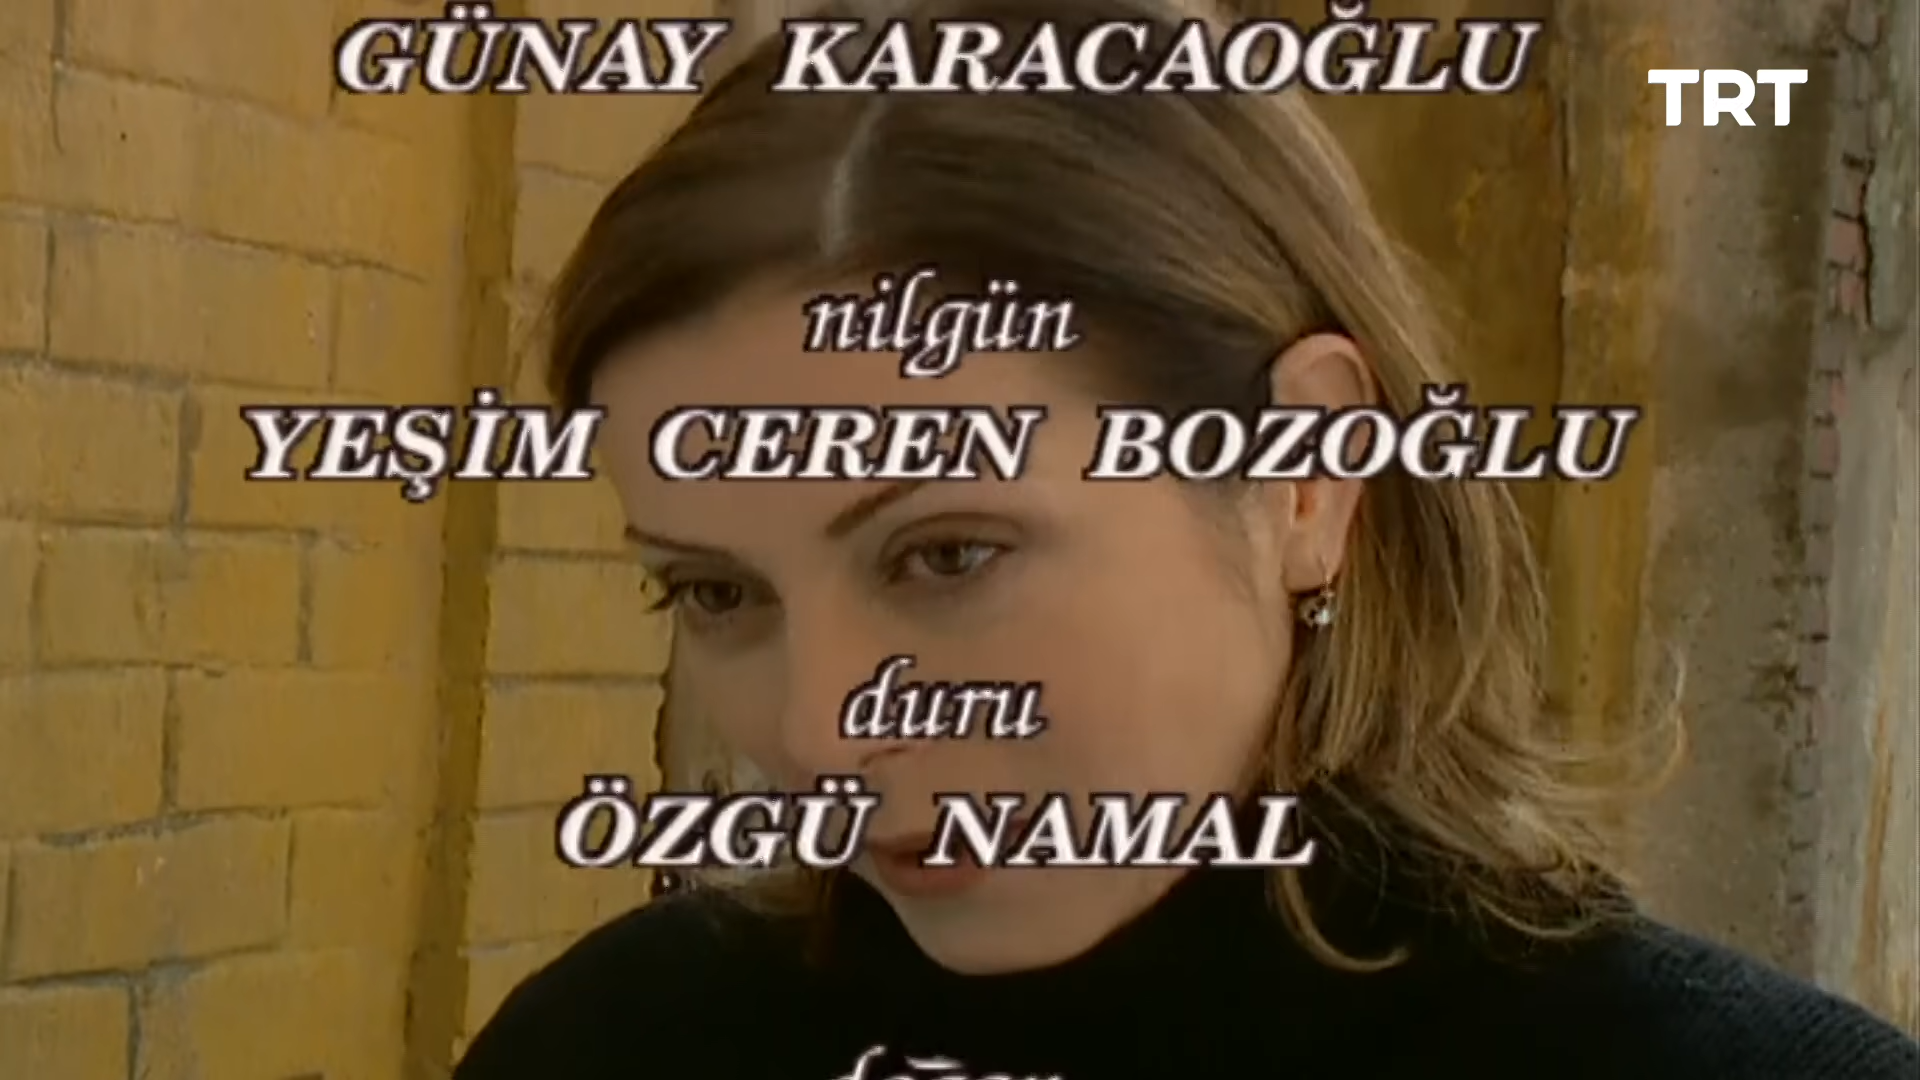 GÜNAY KARACAOĞLU
TRT
nilgün
YEŞİM CEREN BOZOĞLU
duru
ÖZGÜ NAMAL